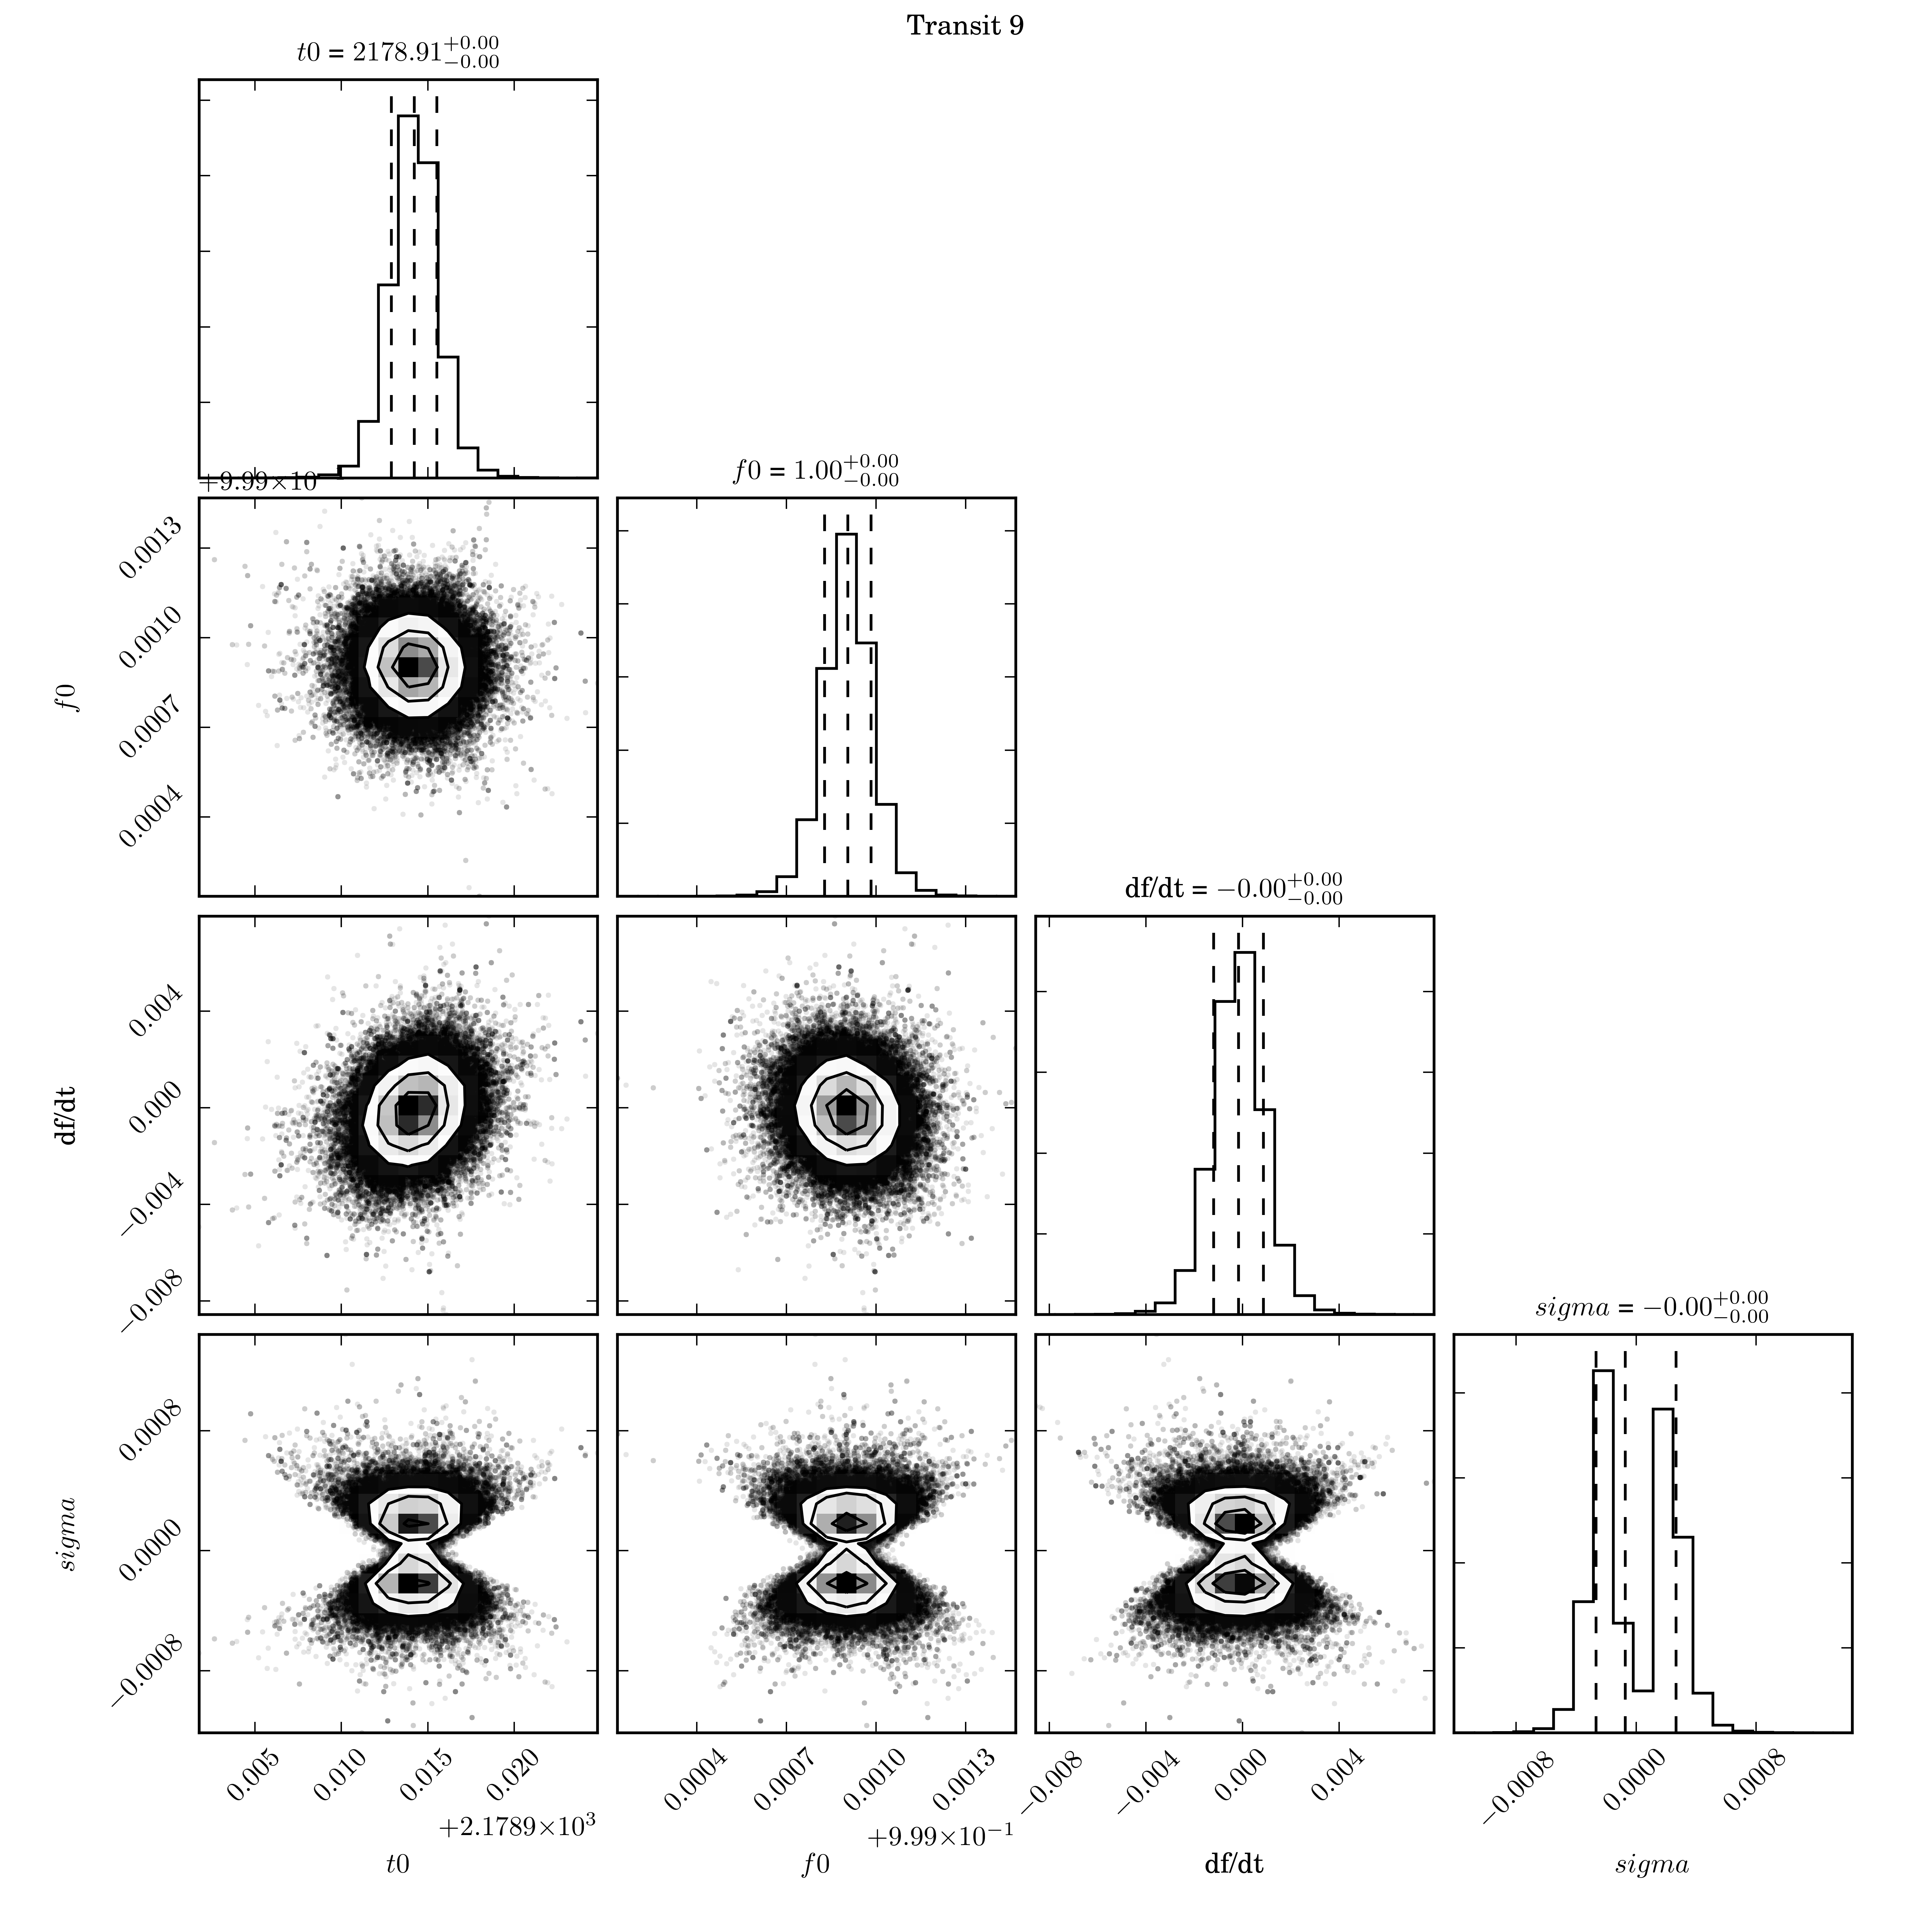 Transit 9
t0 = 2178.91+0.00 −0.00
+9.99×10
f0 = 1.00+0.00 −0.00
0.0013
0.0010
0.0007
0.0004
f0
df/dt = −0.00+0.00 −0.00
0.004
0.000
−0.004
−0.008
df/dt
sigma = −0.00+0.00 −0.00
0.0008
0.0000
−0.0008
sigma
0.005 0.010 0.015 0.020 0.0004 0.0007 0.0010 0.0013 −0.008 −0.004 0.000 0.004 −0.0008 0.0000 0.0008
+2.1789×10³ +9.99×10⁻¹
t0 f0 df/dt sigma